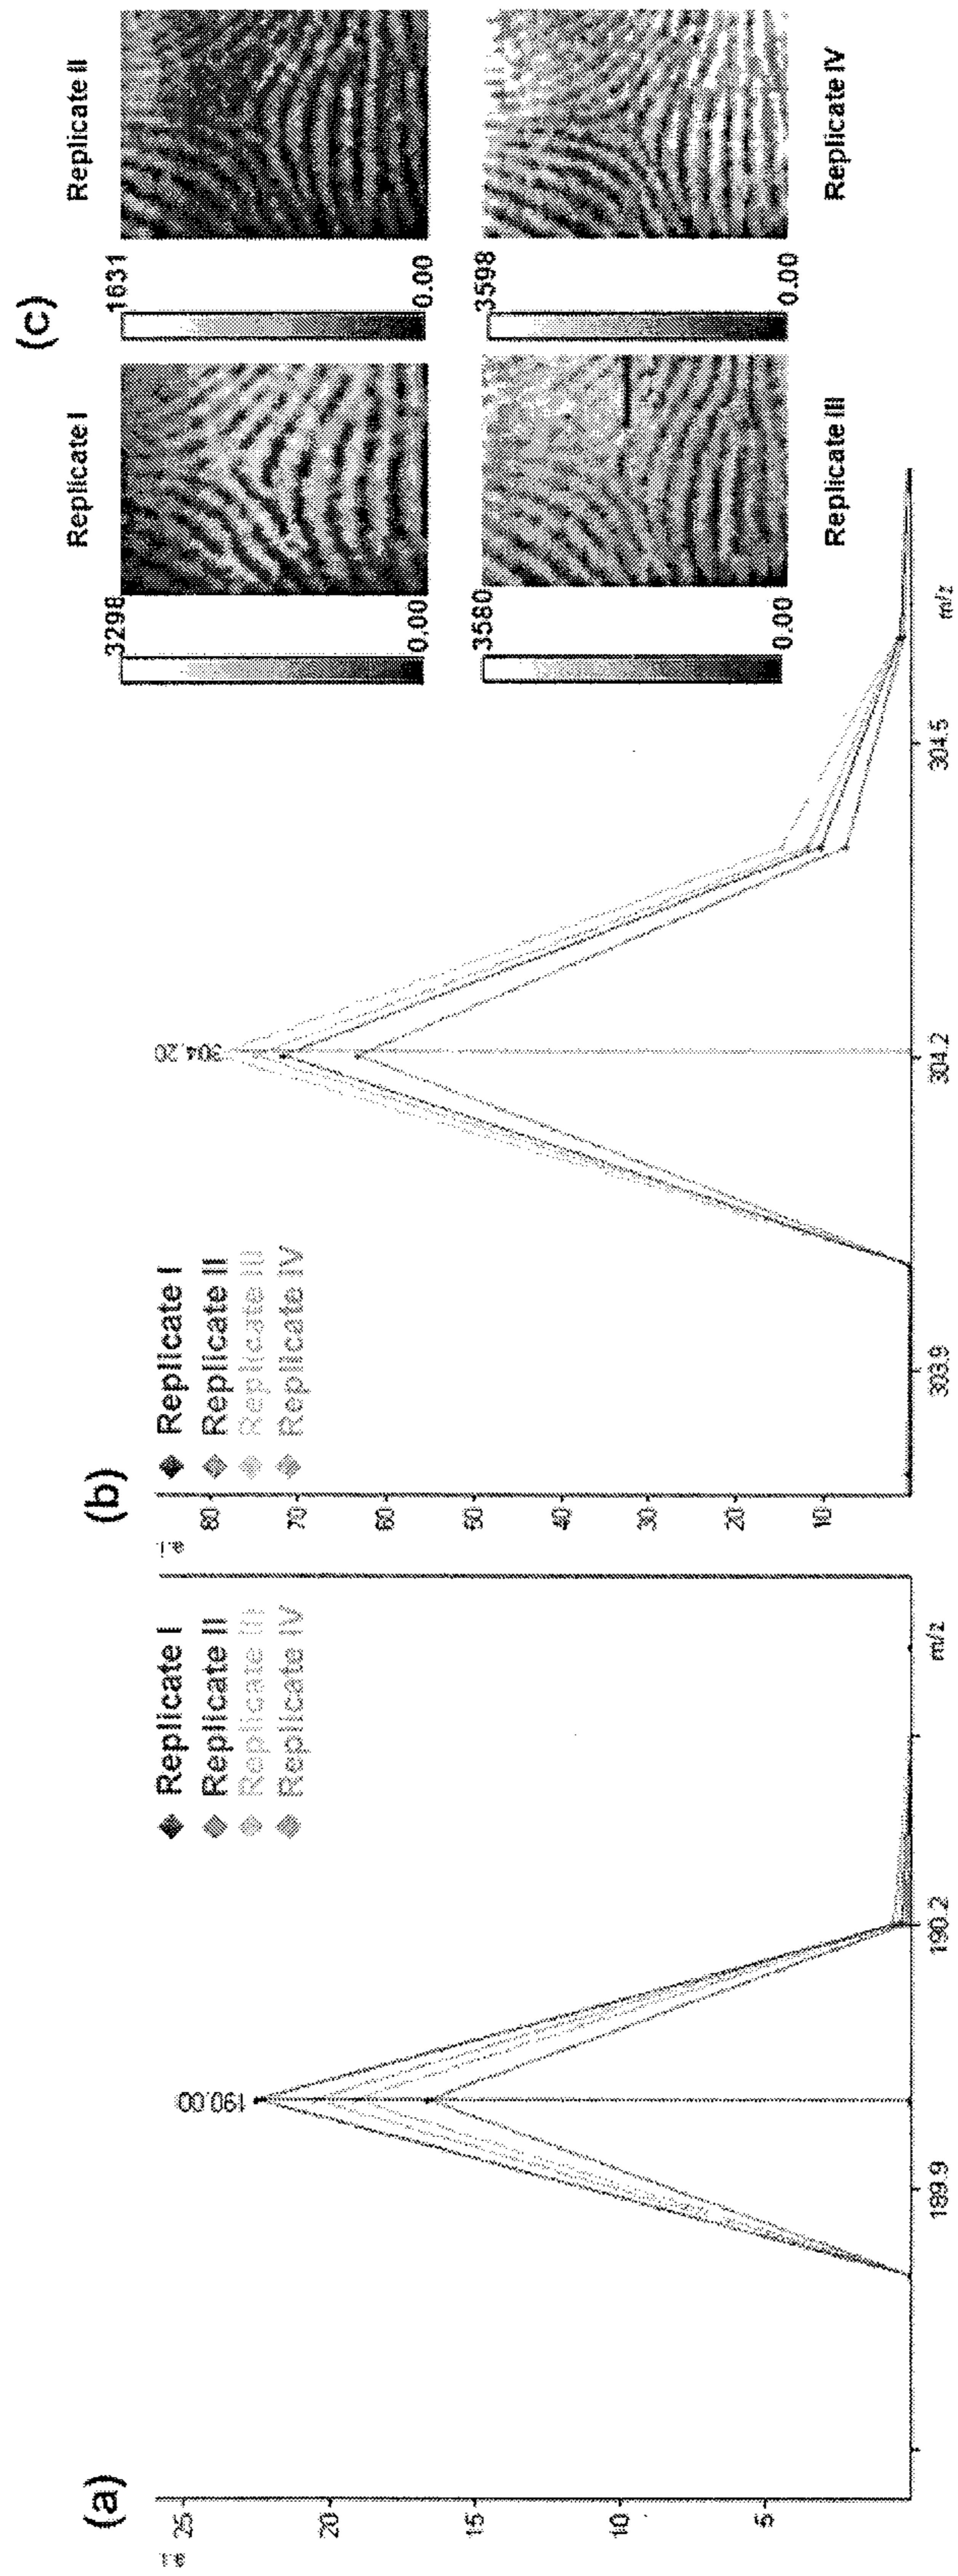 (a)
a.i.
25
20
15
10
5
190.00
Replicate I
Replicate II
Replicate III
Replicate IV
189.9
190.2
m/z
(b)
a.i.
80
70
60
50
40
30
20
10
304.20
Replicate I
Replicate II
Replicate III
Replicate IV
303.9
304.2
304.5
m/z
(c)
Replicate I
3298
0.00
Replicate II
1631
0.00
3580
0.00
Replicate III
3598
0.00
Replicate IV